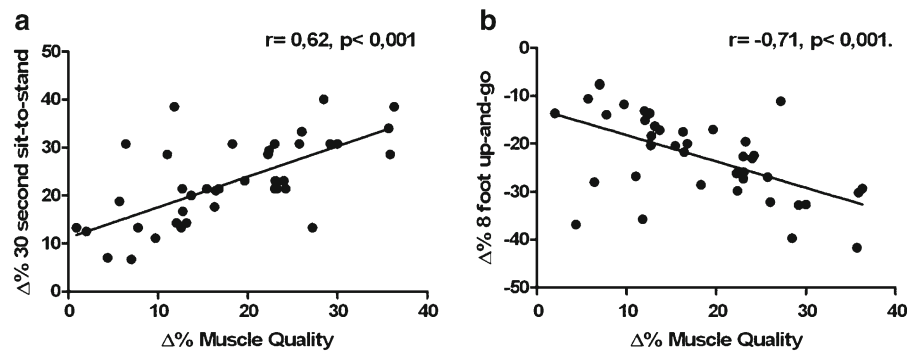 a
r= 0,62, p< 0,001
Δ% 30 second sit-to-stand
50
40
30
20
10
0
0 10 20 30 40
Δ% Muscle Quality
b
r= -0,71, p< 0,001.
Δ% 8 foot up-and-go
0
-10
-20
-30
-40
-50
0 10 20 30 40
Δ% Muscle Quality